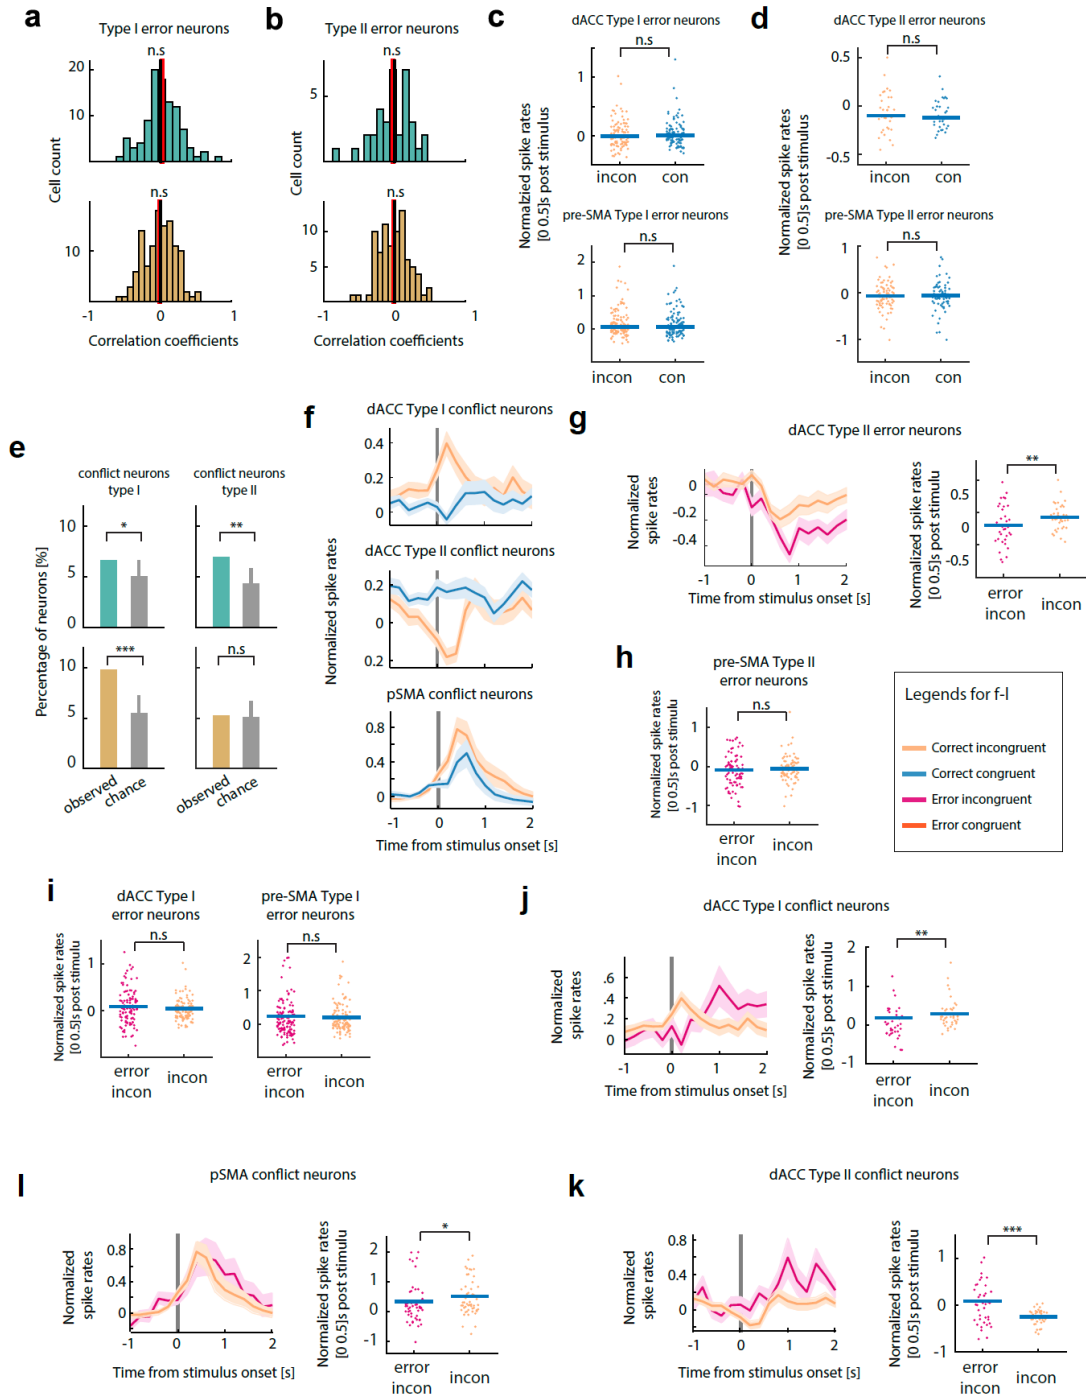 a
Type I error neurons
n.s
20
10
Cell count
n.s
10
-1
0
1
Correlation coefficients
b
Type II error neurons
n.s
5
Cell count
n.s
10
5
-1
0
1
Correlation coefficients
c
dACC Type I error neurons
n.s
1
0
incon
con
pre-SMA Type I error neurons
n.s
2
1
0
incon
con
Normalzied spike rates
[0 0.5]s post stimulus
d
dACC Type II error neurons
n.s
0.5
0
-0.5
incon
con
pre-SMA Type II error neurons
n.s
1
0
-1
incon
con
Normalized spike rates
[0 0.5]s post stimulus
e
conflict neurons
type I
conflict neurons
type II
10
5
0
*
**
10
5
0
***
n.s
Percentage of neurons [%]
observed
chance
observed
chance
f
dACC Type I conflict neurons
0.4
0.2
0
dACC Type II conflict neurons
0.2
0
0.2
pSMA conflict neurons
0.8
0.4
0
-1
0
1
2
Normalized spike rates
Time from stimulus onset [s]
g
dACC Type II error neurons
Normalized
spike rates
0
-0.2
-0.4
-1
0
1
2
Time from stimulus onset [s]
Normalized spike rates
[0 0.5]s post stimulu
**
0.5
0
-0.5
error
incon
incon
h
pre-SMA Type II
error neurons
n.s
Normalized spike rates
[0 0.5]s post stimulu
1
0
-1
error
incon
incon
Legends for f-l
Correct incongruent
Correct congruent
Error incongruent
Error congruent
i
dACC Type I
error neurons
n.s
Normalized spike rates
[0 0.5]s post stimulu
1
0
error
incon
incon
pre-SMA Type I
error neurons
n.s
2
1
0
error
incon
incon
j
dACC Type I conflict neurons
Normalized
spike rates
.6
.4
.2
0
-1
0
1
2
Time from stimulus onset [s]
Normalized spike rates
[0 0.5]s post stimulu
**
2
1
0
-1
error
incon
incon
l
pSMA conflict neurons
Normalized
spike rates
0.8
0.4
0
-1
0
1
2
Time from stimulus onset [s]
Normalized spike rates
[0 0.5]s post stimulu
*
2
1
0
-1
error
incon
incon
k
dACC Type II conflict neurons
Normalized
spike rates
0.8
0.4
0
-1
0
1
2
Time from stimulus onset [s]
Normalized spike rates
[0 0.5]s post stimulu
***
1
0
-1
error
incon
incon